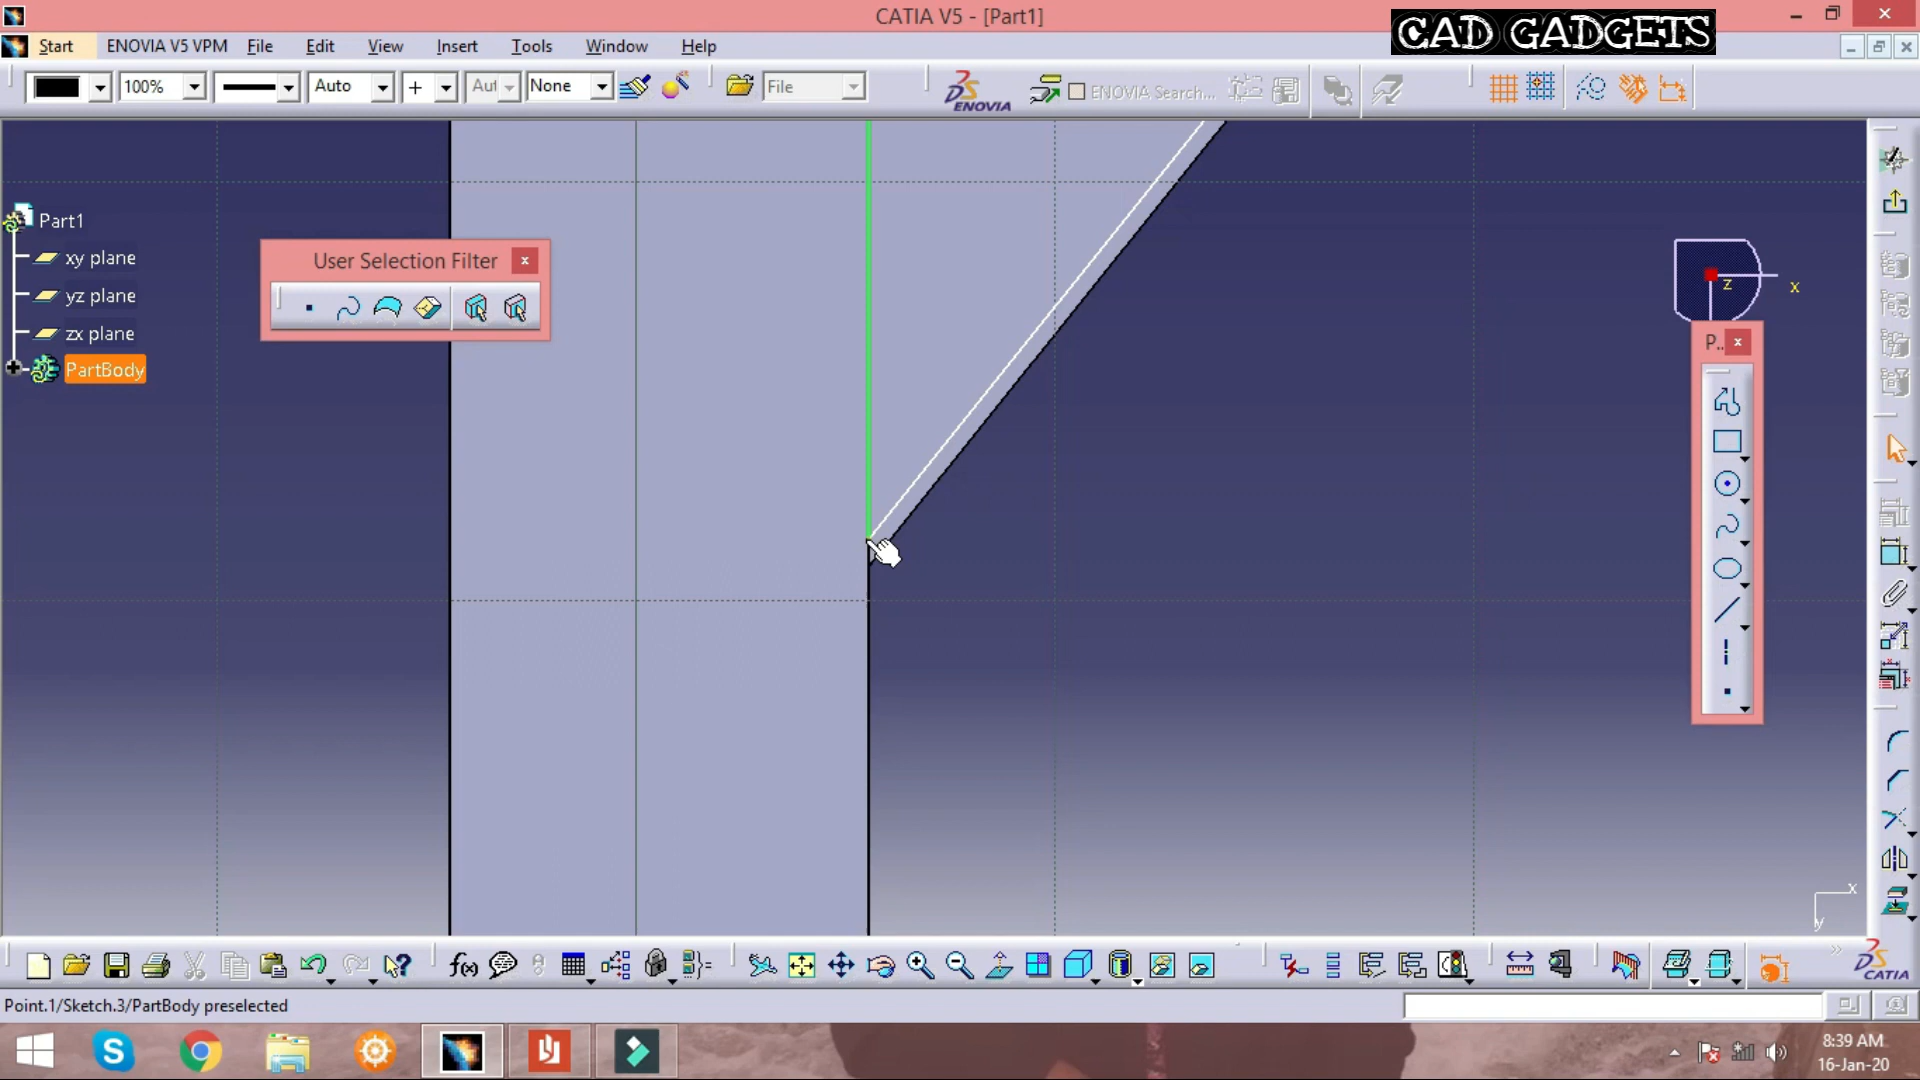 CATIA V5 - [Part1]
CAD GADGETS
Start ENOVIA V5 VPM File Edit View Insert Tools Window Help
100% Auto + Aut None File ENOVIA ENOVIA Search...
Part1
xy plane
yz plane
zx plane
PartBody
User Selection Filter
z
x
P..
x
y
f(x)
CATIA
Point.1/Sketch.3/PartBody preselected
8:39 AM
16-Jan-20